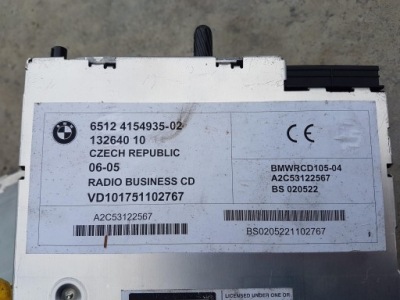 6512 4154935-02
132640 10
CZECH REPUBLIC
06-05
RADIO BUSINESS CD
VD101751102767
A2C53122567
CE
BMWRCD105-04
A2C53122567
BS 020522
BS0205221102767
LICENSED UNDER ONE OR